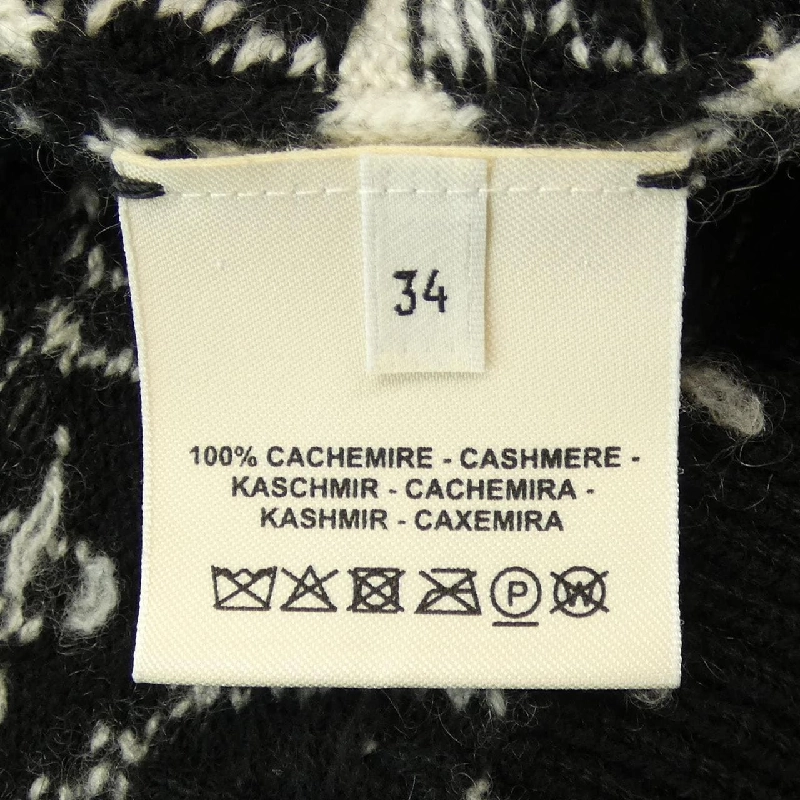 34
100% CACHEMIRE - CASHMERE -
KASCHMIR - CACHEMIRA -
KASHMIR - CAXEMIRA
P W